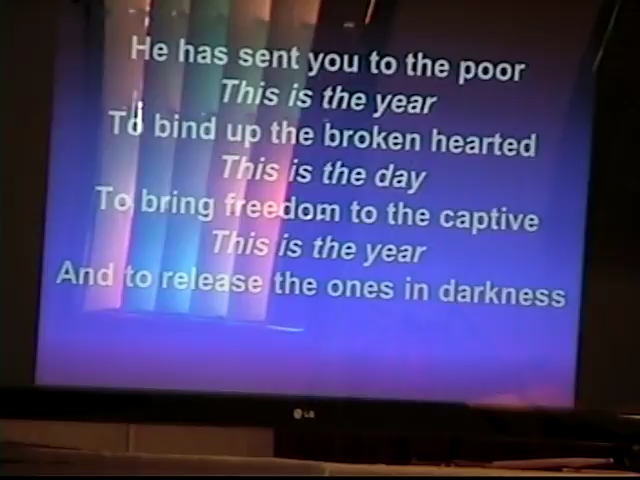 He has sent you to the poor
This is the year
To bind up the broken hearted
This is the day
To bring freedom to the captive
This is the year
And to release the ones in darkness
LG